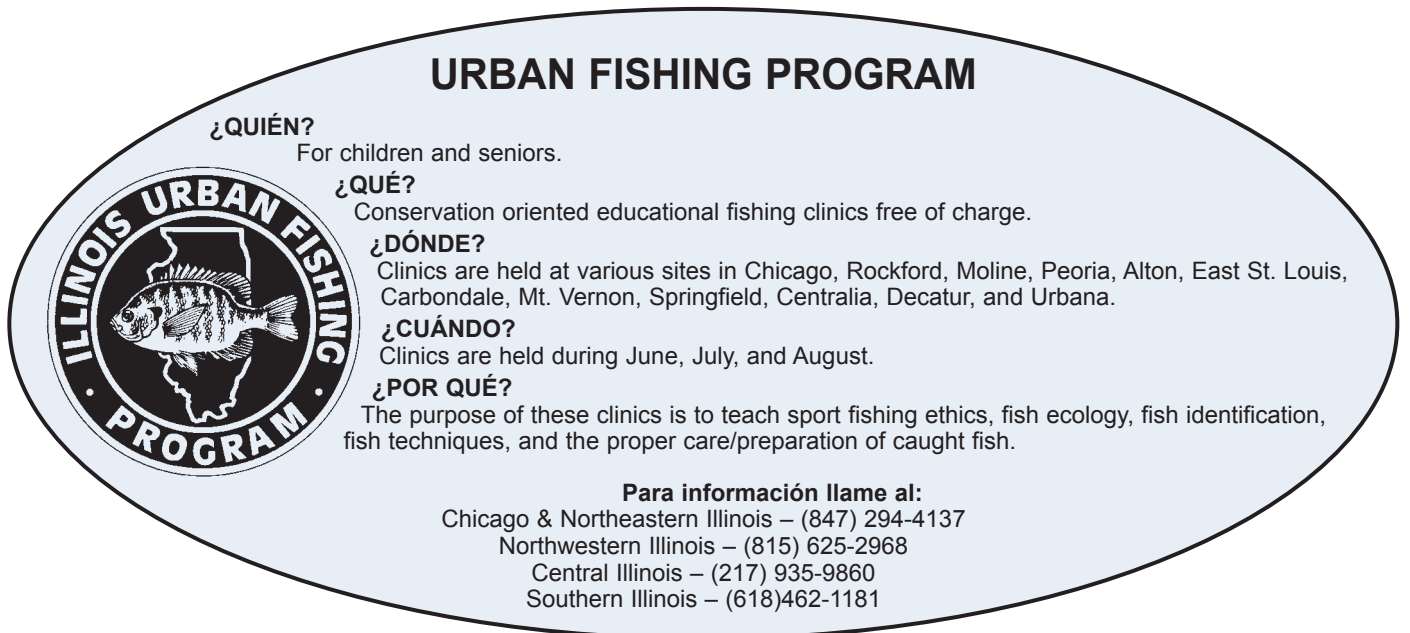 URBAN FISHING PROGRAM
¿QUIÉN?
For children and seniors.
¿QUÉ?
Conservation oriented educational fishing clinics free of charge.
¿DÓNDE?
Clinics are held at various sites in Chicago, Rockford, Moline, Peoria, Alton, East St. Louis,
Carbondale, Mt. Vernon, Springfield, Centralia, Decatur, and Urbana.
¿CUÁNDO?
Clinics are held during June, July, and August.
¿POR QUÉ?
The purpose of these clinics is to teach sport fishing ethics, fish ecology, fish identification,
fish techniques, and the proper care/preparation of caught fish.
ILLINOIS URBAN FISHING
· PROGRAM ·
Para información llame al:
Chicago & Northeastern Illinois – (847) 294-4137
Northwestern Illinois – (815) 625-2968
Central Illinois – (217) 935-9860
Southern Illinois – (618)462-1181